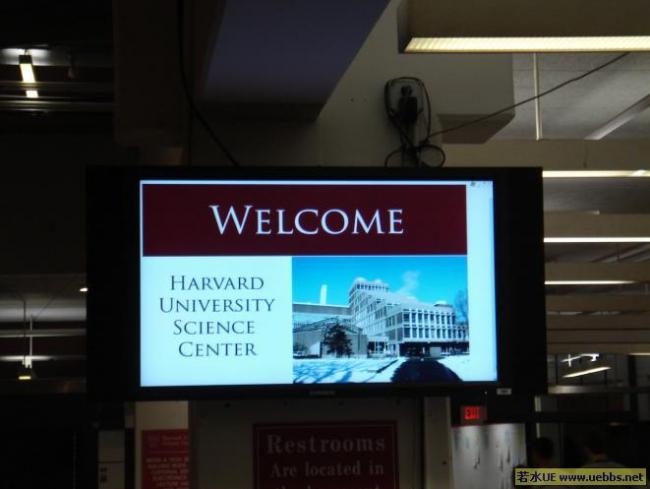 WELCOME
HARVARD
UNIVERSITY
SCIENCE
CENTER
EXIT
Restrooms
Are located in
若水UE www.uebbs.net